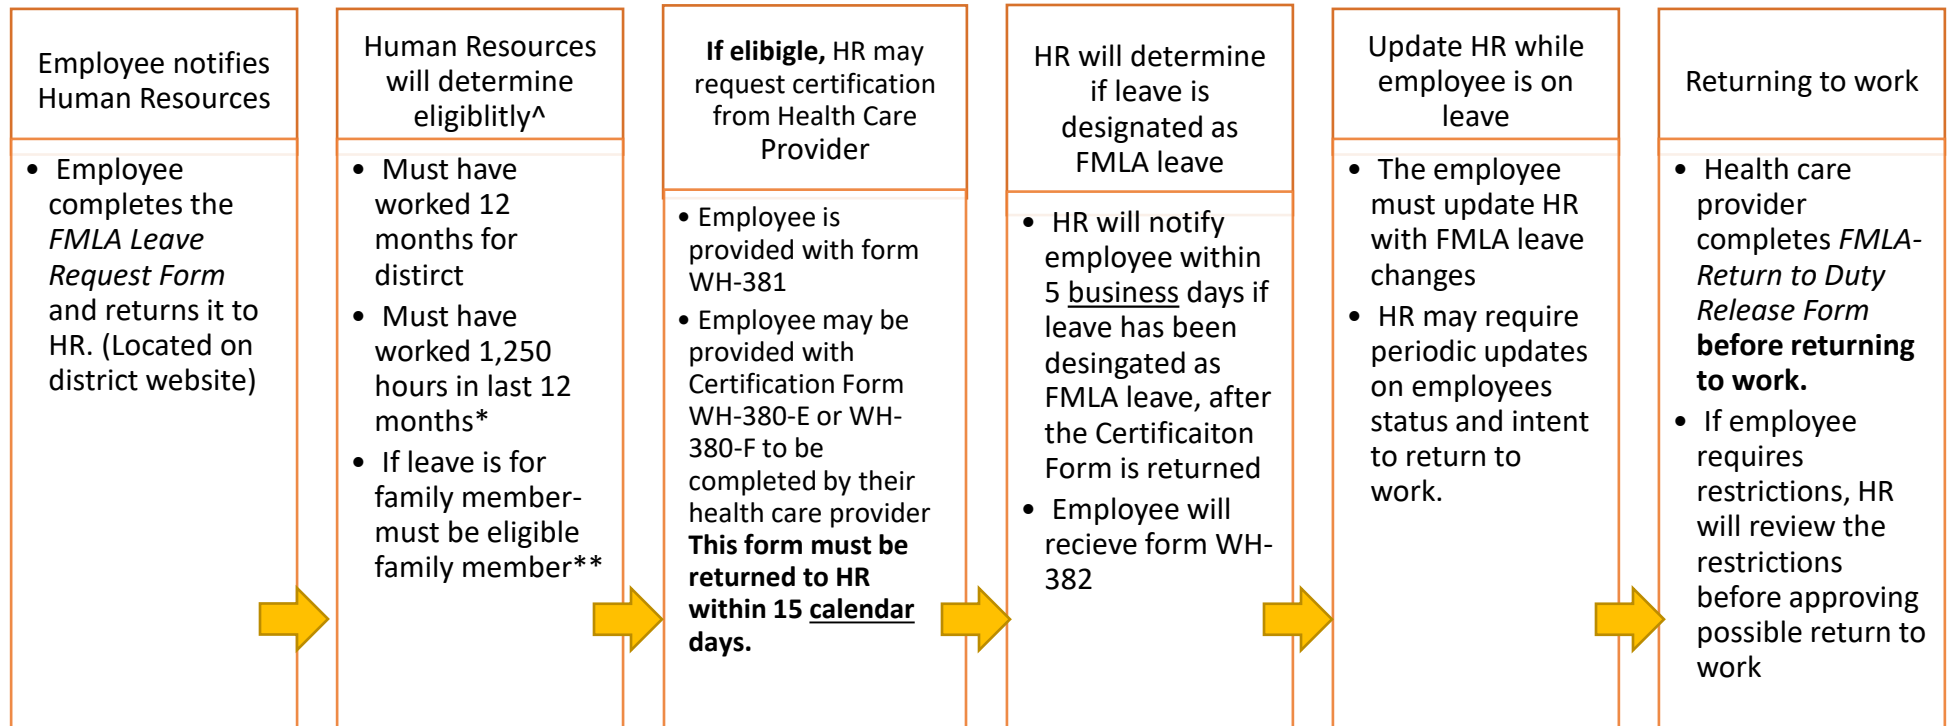 Employee notifies
Human Resources
• Employee
completes the
FMLA Leave
Request Form
and returns it to
HR. (Located on
district website)
Human Resources
will determine
eligiblitly^
• Must have
worked 12
months for
distirct
• Must have
worked 1,250
hours in last 12
months*
• If leave is for
family member-
must be eligible
family member**
If elibigle, HR may
request certification
from Health Care
Provider
• Employee is
provided with form
WH-381
• Employee may be
provided with
Certification Form
WH-380-E or WH-
380-F to be
completed by their
health care provider
This form must be
returned to HR
within 15 calendar
days.
HR will determine
if leave is
designated as
FMLA leave
• HR will notify
employee within
5 business days if
leave has been
desingated as
FMLA leave, after
the Certificaiton
Form is returned
• Employee will
recieve form WH-
382
Update HR while
employee is on
leave
• The employee
must update HR
with FMLA leave
changes
• HR may require
periodic updates
on employees
status and intent
to return to
work.
Returning to work
• Health care
provider
completes FMLA-
Return to Duty
Release Form
before returning
to work.
• If employee
requires
restrictions, HR
will review the
restrictions
before approving
possible return to
work